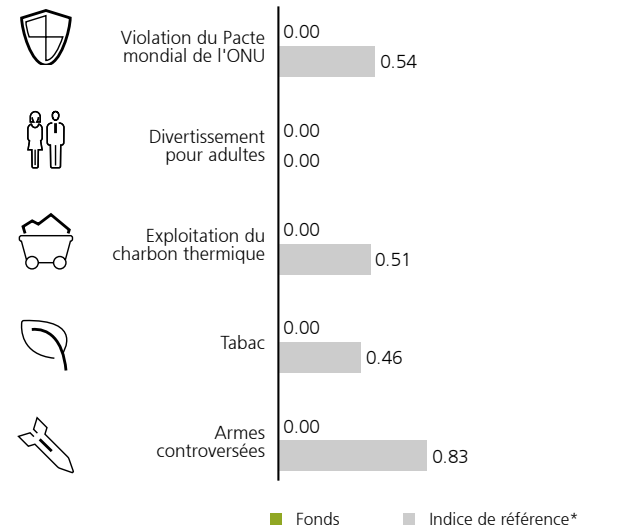 Violation du Pacte
mondial de l'ONU
0.00
0.54
Divertissement
pour adultes
0.00
0.00
Exploitation du
charbon thermique
0.00
0.51
Tabac
0.00
0.46
Armes
controversées
0.00
0.83
Fonds
Indice de référence*